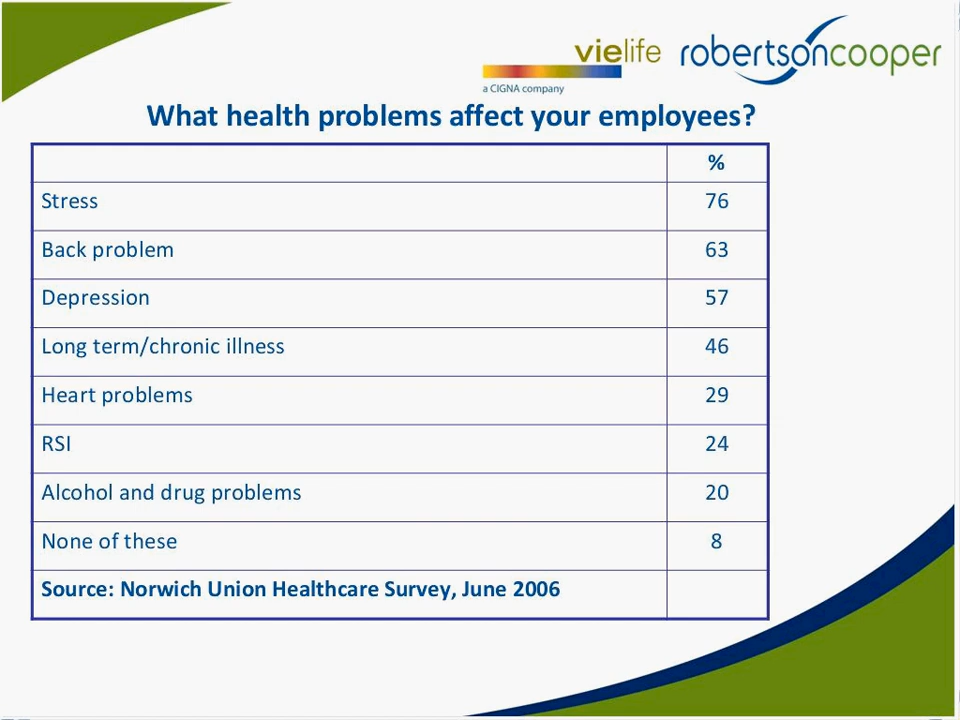 vielife
a CIGNA company
robertsoncooper
What health problems affect your employees?
%
Stress 76
Back problem 63
Depression 57
Long term/chronic illness 46
Heart problems 29
RSI 24
Alcohol and drug problems 20
None of these 8
Source: Norwich Union Healthcare Survey, June 2006